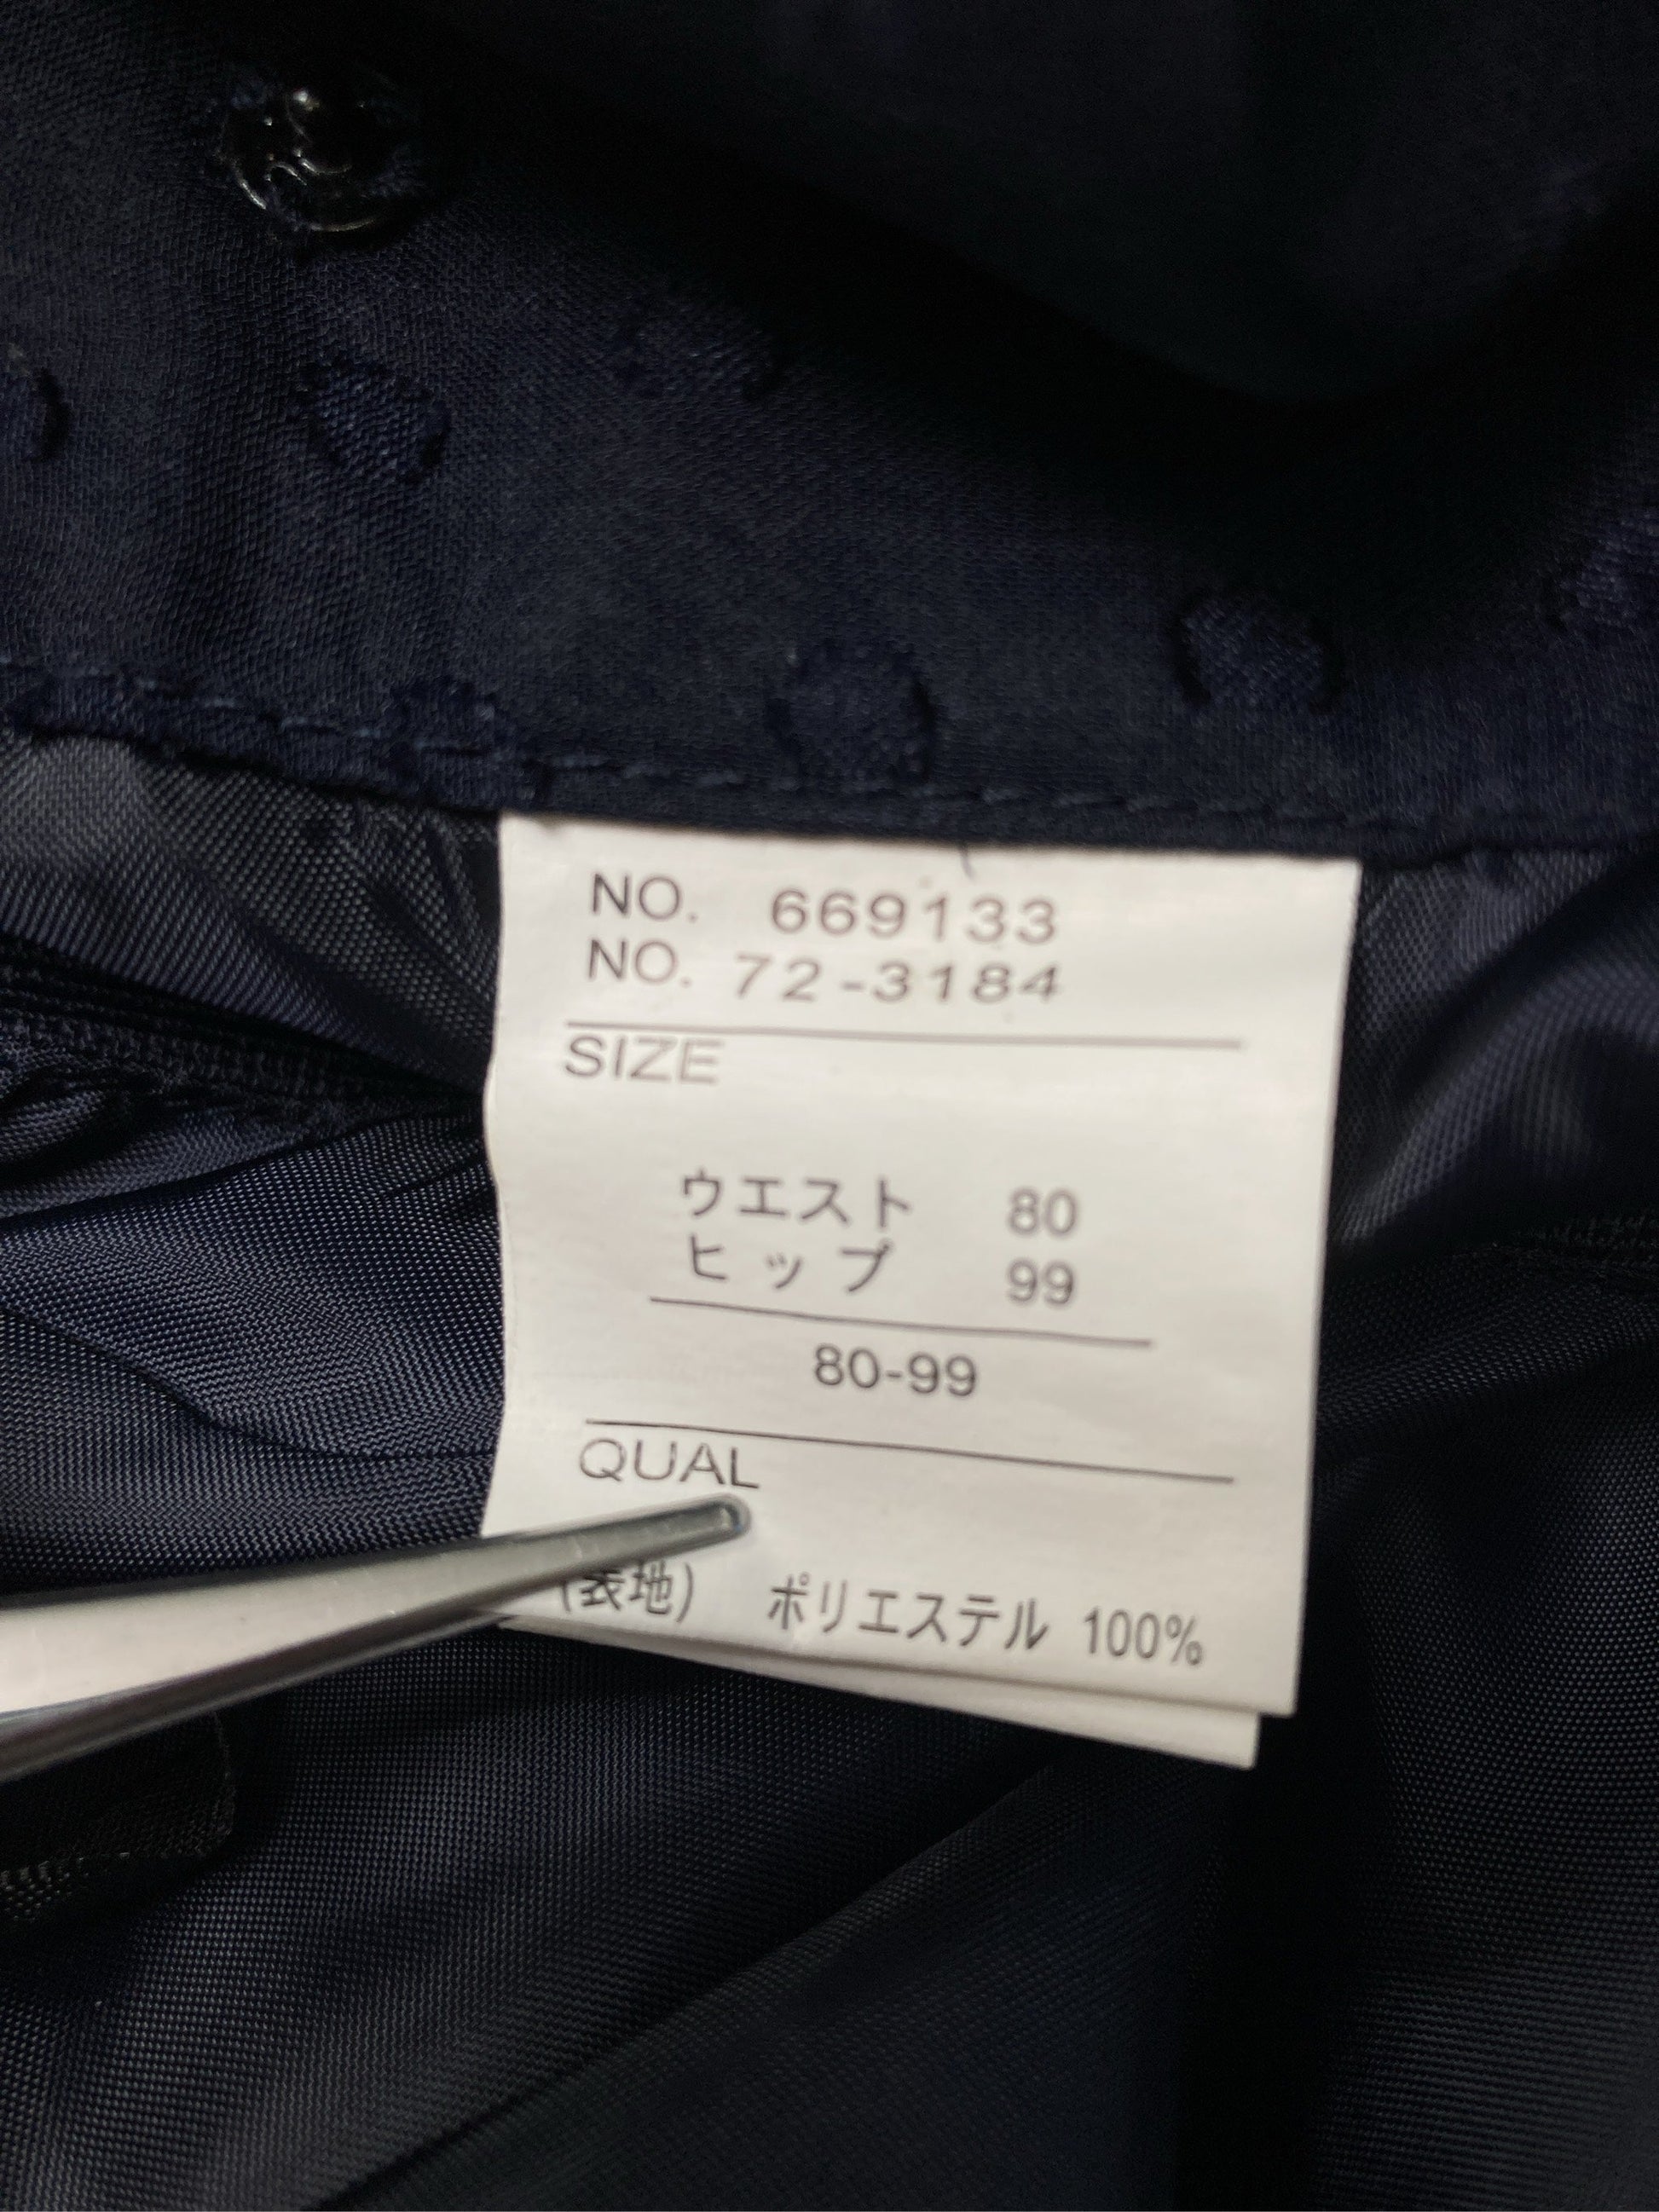 NO. 669133
NO. 72-3184
SIZE
ウエスト 80
ヒップ 99
80-99
QUAL
(表地) ポリエステル 100%